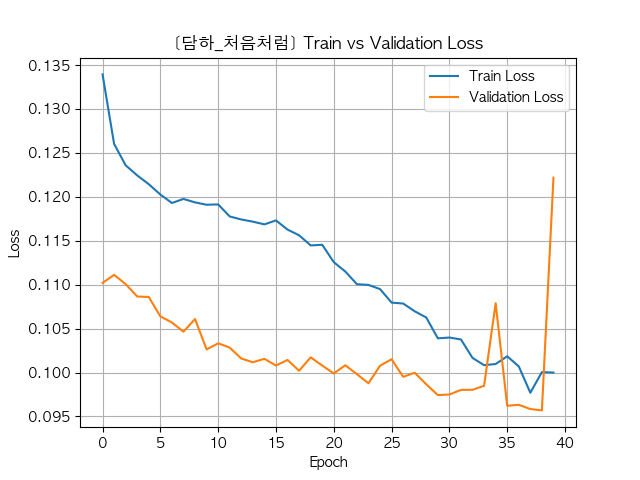 [담하_처음처럼] Train vs Validation Loss
Train Loss
Validation Loss
Loss
0.135
0.130
0.125
0.120
0.115
0.110
0.105
0.100
0.095
0 5 10 15 20 25 30 35 40
Epoch